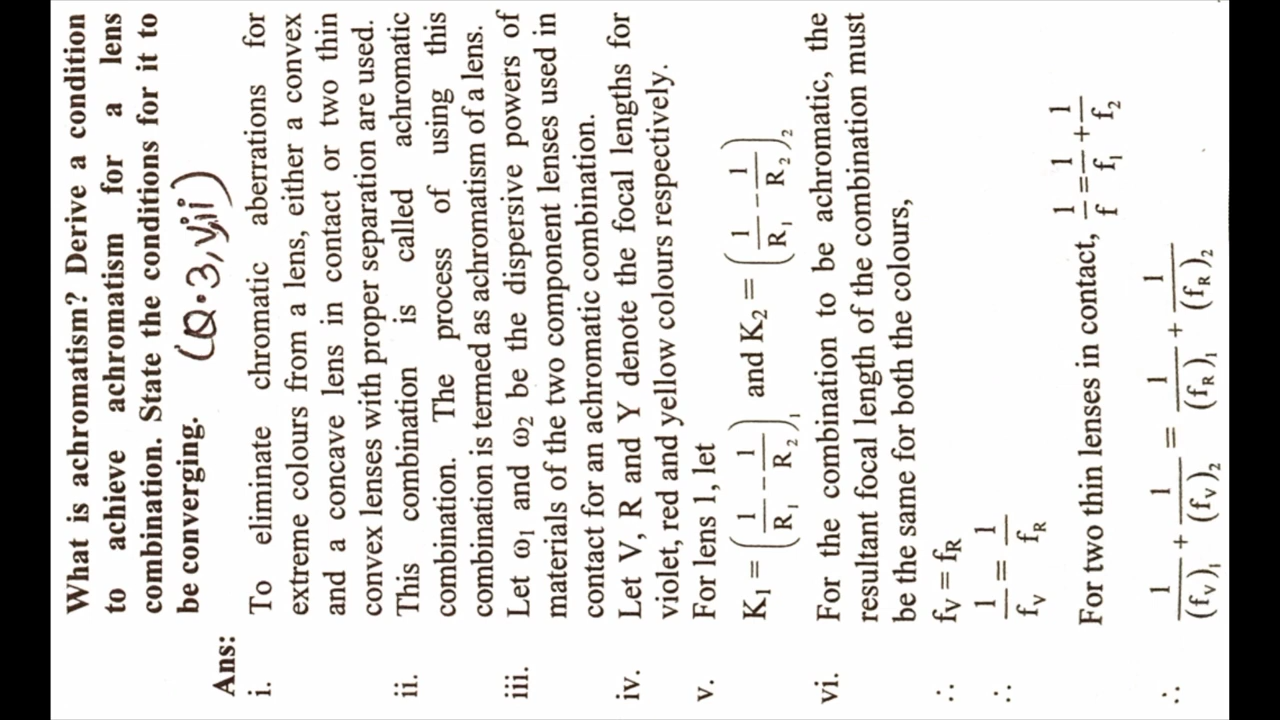 What is achromatism? Derive a condition
to achieve achromatism for a lens
combination. State the conditions for it to
be converging. (Q.3, v,ii)
Ans:
i. To eliminate chromatic aberrations for
extreme colours from a lens, either a convex
and a concave lens in contact or two thin
convex lenses with proper separation are used.
ii. This combination is called achromatic
combination. The process of using this
combination is termed as achromatism of a lens.
iii. Let ω₁ and ω₂ be the dispersive powers of
materials of the two component lenses used in
contact for an achromatic combination.
iv. Let V, R and Y denote the focal lengths for
violet, red and yellow colours respectively.
v. For lens 1, let
K₁ = (1/R₁ − 1/R₂)₁ and K₂ = (1/R₁ − 1/R₂)₂
vi. For the combination to be achromatic, the
resultant focal length of the combination must
be the same for both the colours,
∴ fV = fR
∴ 1/fV = 1/fR
For two thin lenses in contact, 1/f = 1/f₁ + 1/f₂
∴ 1/(fV)₁ + 1/(fV)₂ = 1/(fR)₁ + 1/(fR)₂